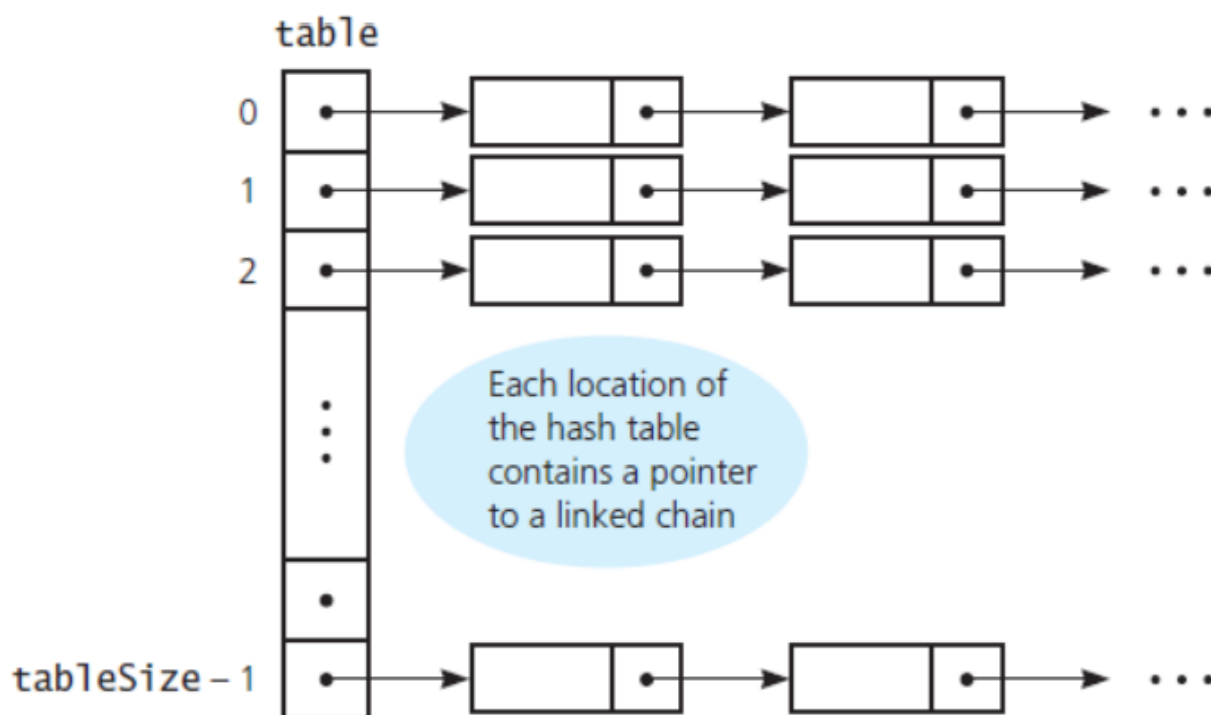 table
0
1
2
Each location of
the hash table
contains a pointer
to a linked chain
tableSize – 1